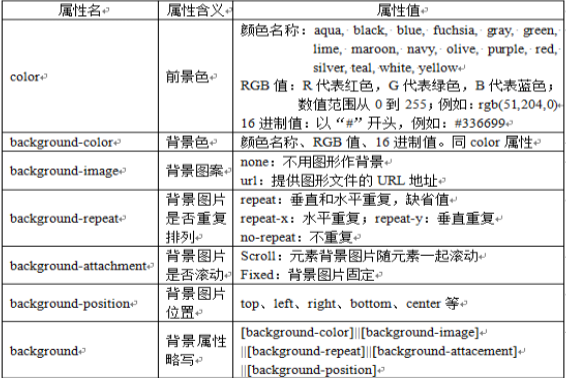 属性名 属性含义 属性值
color 前景色 颜色名称：aqua, black, blue, fuchsia, gray, green,
lime, maroon, navy, olive, purple, red,
silver, teal, white, yellow
RGB 值：R 代表红色，G 代表绿色，B 代表蓝色；
数值范围从 0 到 255；例如：rgb(51,204,0)
16 进制值：以“#”开头，例如：#336699
background-color 背景色 颜色名称、RGB 值、16 进制值。同 color 属性
background-image 背景图案 none：不用图形作背景
url：提供图形文件的 URL 地址
background-repeat 背景图片
是否重复
排列
repeat：垂直和水平重复，缺省值
repeat-x：水平重复；repeat-y：垂直重复
no-repeat：不重复
background-attachment 背景图片
是否滚动
Scroll：元素背景图片随元素一起滚动
Fixed：背景图片固定
background-position 背景图片
位置
top、left、right、bottom、center 等
background 背景属性
略写
[background-color]||[background-image]
||[background-repeat]||[background-attacement]
||[background-position]